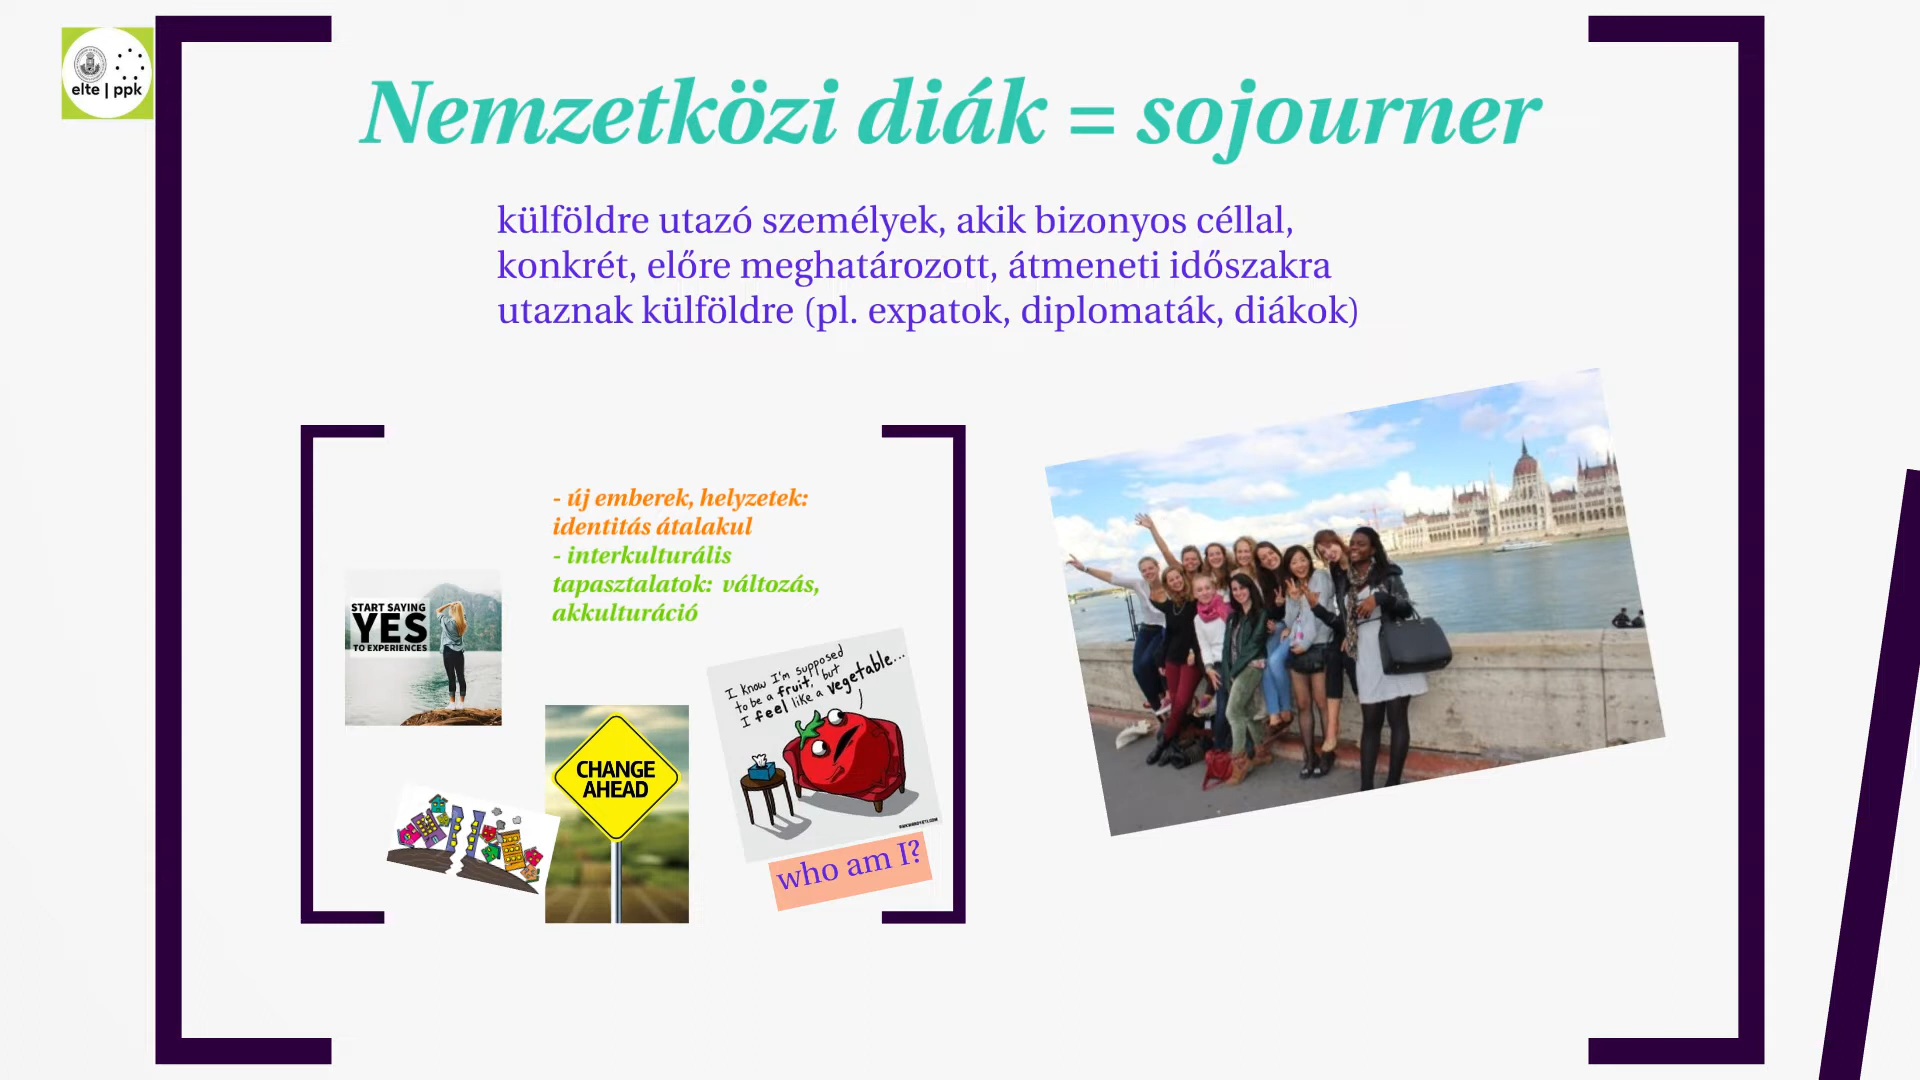 elte | ppk
Nemzetközi diák = sojourner
külföldre utazó személyek, akik bizonyos céllal,
konkrét, előre meghatározott, átmeneti időszakra
utaznak külföldre (pl. expatok, diplomaták, diákok)
- új emberek, helyzetek:
identitás átalakul
- interkulturális
tapasztalatok: változás,
akkulturáció
START SAYING
YES
TO EXPERIENCES
CHANGE
AHEAD
I know I'm supposed
to be a fruit, but
I feel like a vegetable...
who am I?